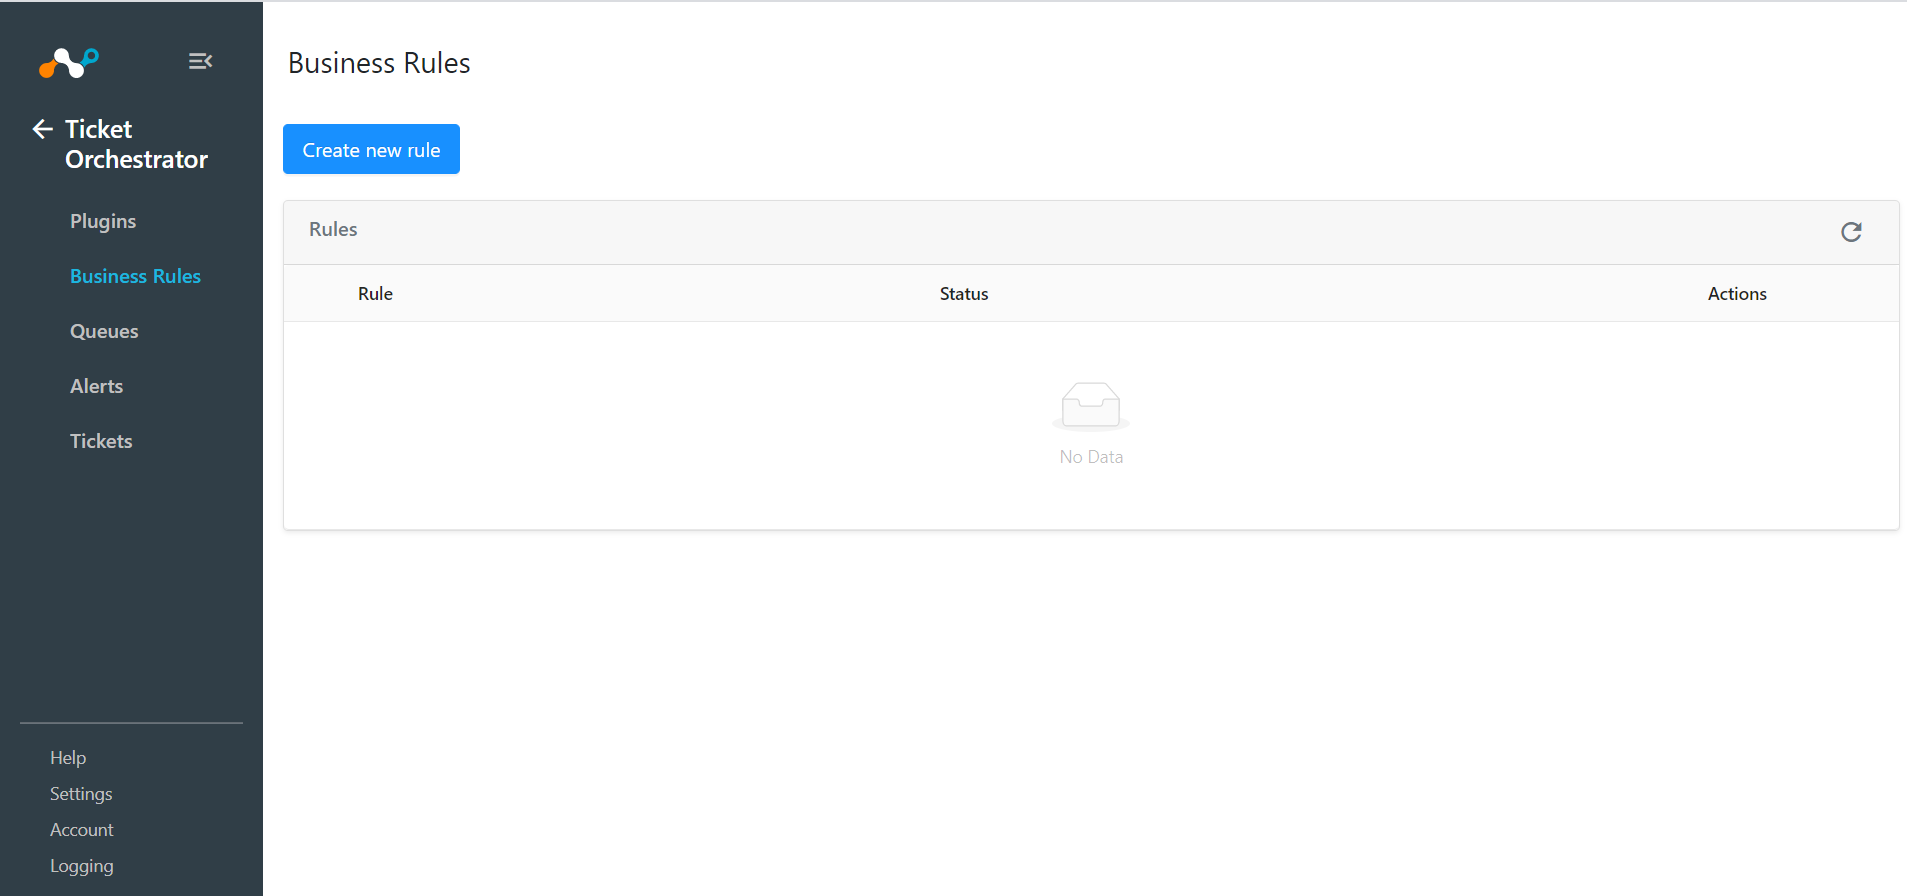 Ticket
Orchestrator
Plugins
Business Rules
Queues
Alerts
Tickets
Help
Settings
Account
Logging
Business Rules
Create new rule
Rules
Rule Status Actions
No Data